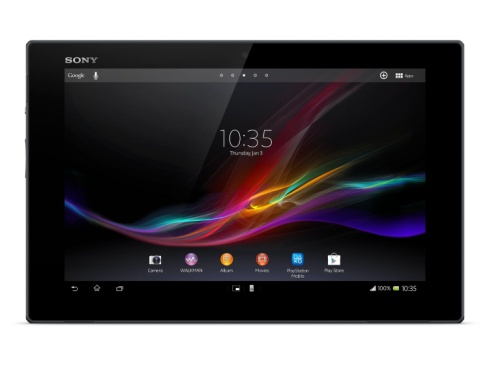 SONY
Google
Apps
10:35
Thursday, Jan 3
Camera
WALKMAN
Album
Movies
PlayStation
Mobile
Play Store
100% 10:35